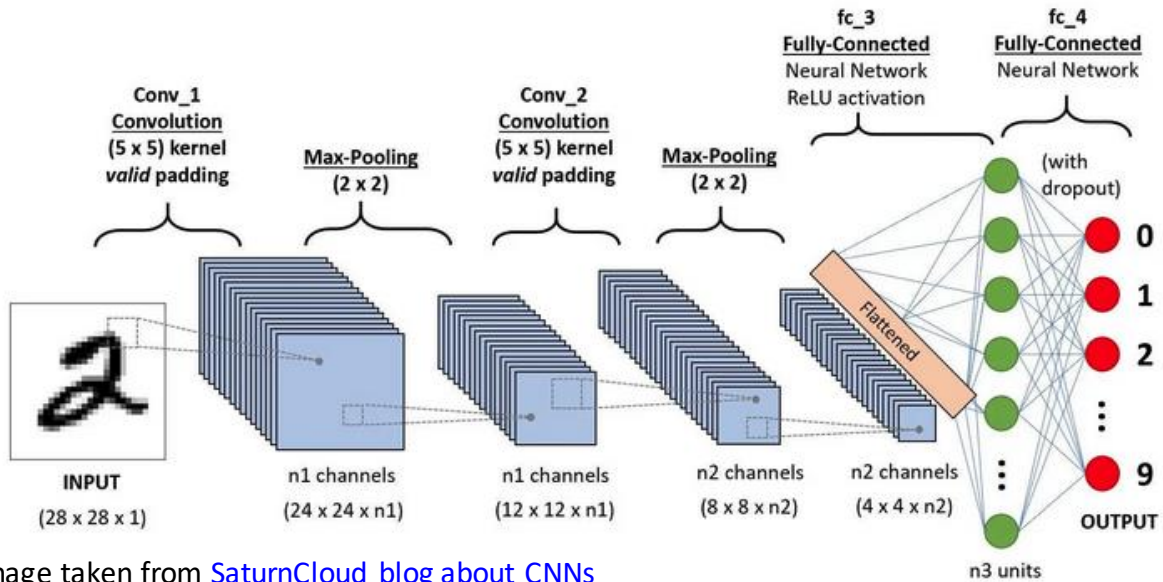 fc_3
Fully-Connected
Neural Network
ReLU activation
fc_4
Fully-Connected
Neural Network
Conv_1
Convolution
(5 x 5) kernel
valid padding
Max-Pooling
(2 x 2)
Conv_2
Convolution
(5 x 5) kernel
valid padding
Max-Pooling
(2 x 2)
(with
dropout)
Flattened
0
1
2
9
INPUT
(28 x 28 x 1)
n1 channels
(24 x 24 x n1)
n1 channels
(12 x 12 x n1)
n2 channels
(8 x 8 x n2)
n2 channels
(4 x 4 x n2)
OUTPUT
n3 units
taken from SaturnCloud blog about CNNs